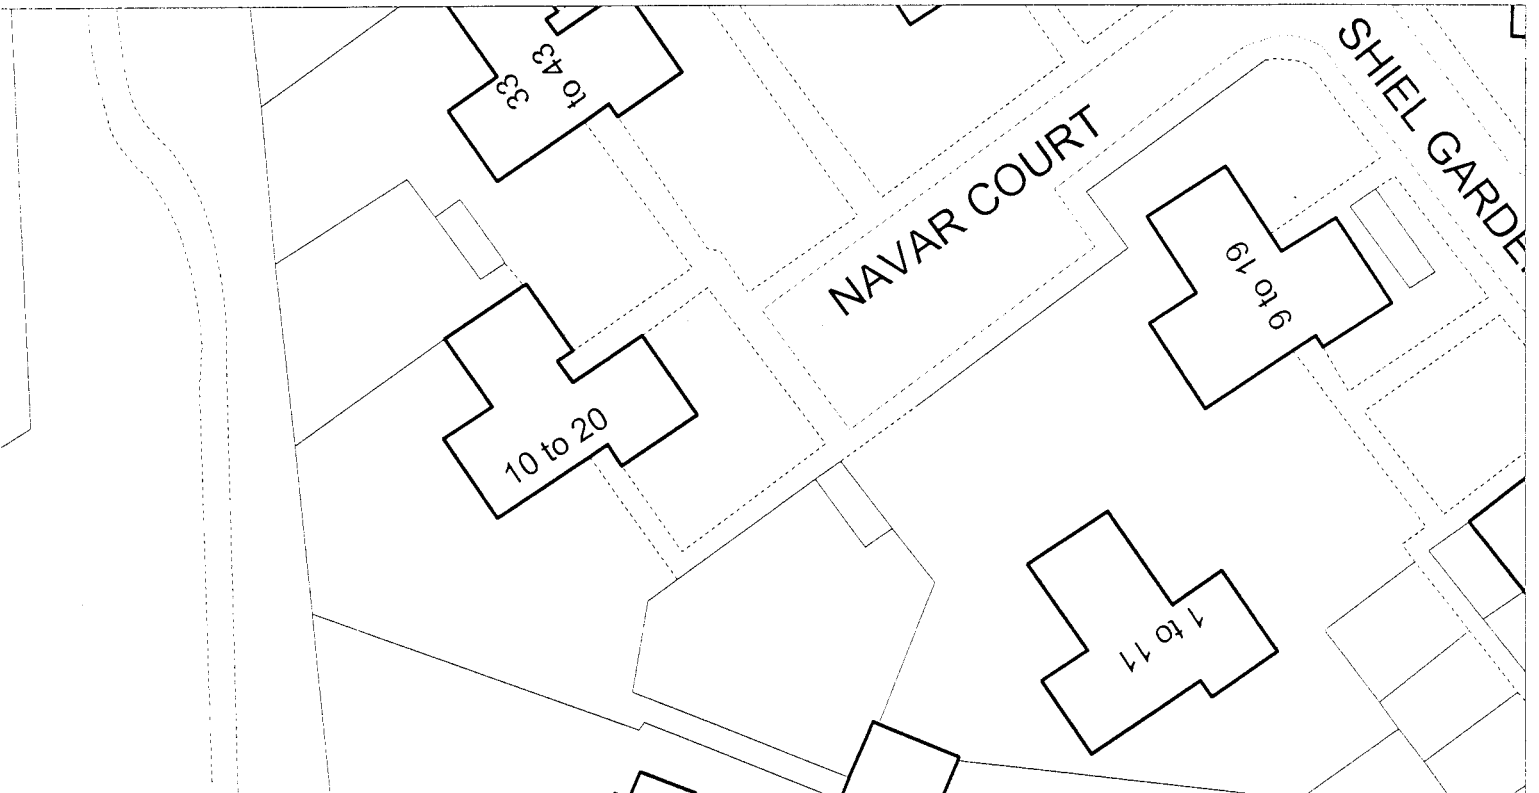 33
to 43
SHIEL GARDE
NAVAR COURT
9 to 19
10 to 20
1 to 11